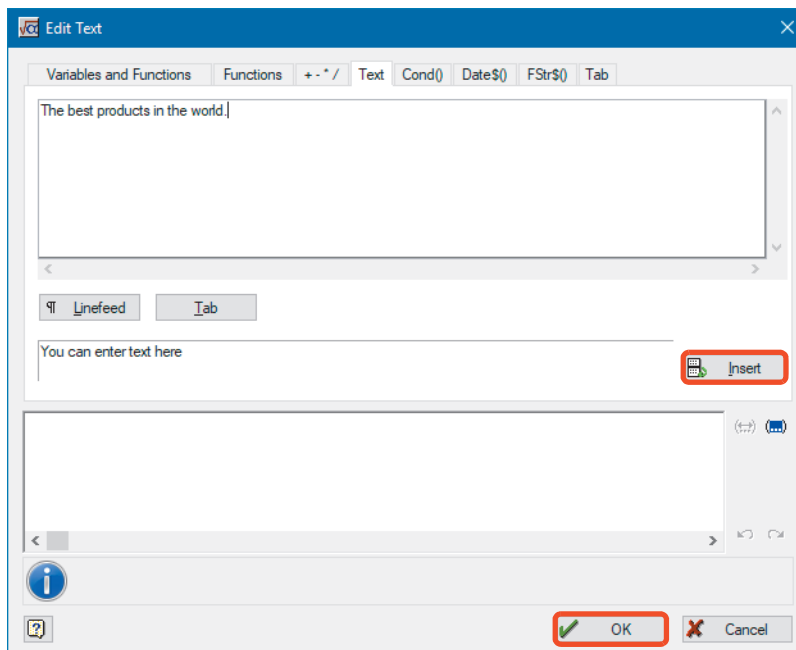 Edit Text
Variables and Functions Functions + - * / Text Cond() Date$() FStr$() Tab
The best products in the world.
¶ Linefeed Tab
You can enter text here
Insert
OK Cancel